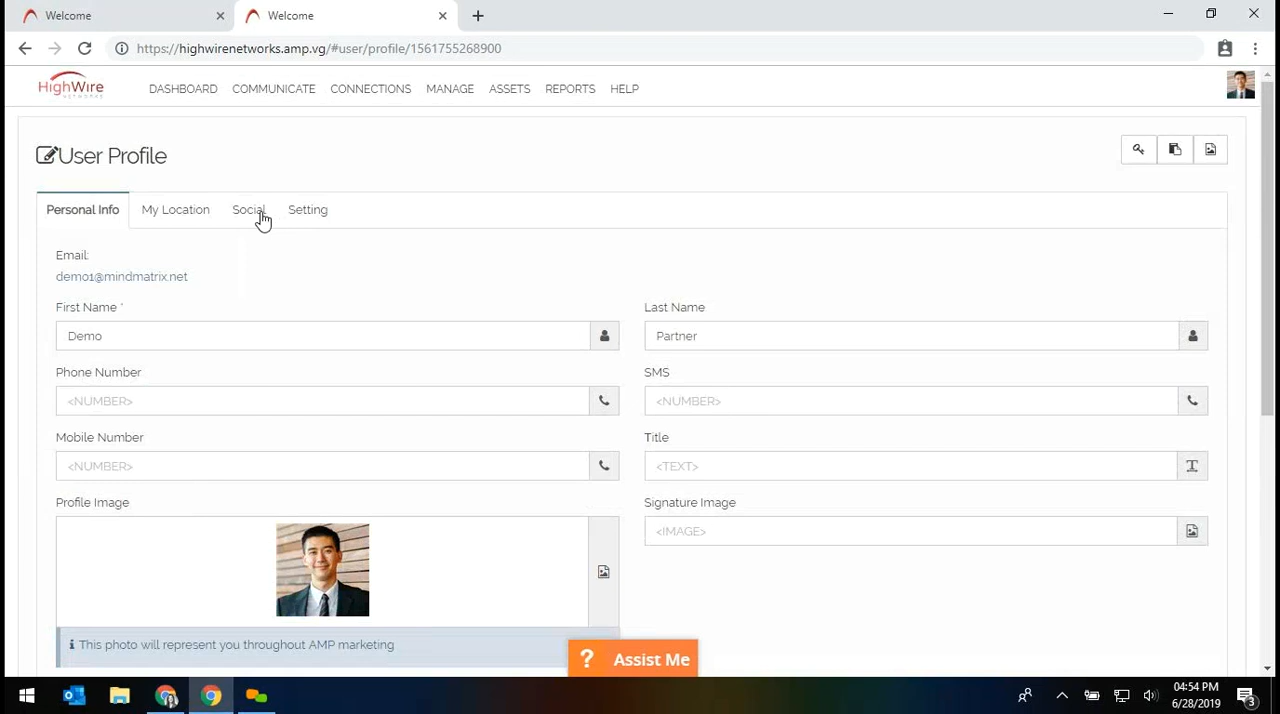 Welcome
Welcome
https://highwirenetworks.amp.vg/#user/profile/1561755268900
HighWire
NETWORKS
DASHBOARD COMMUNICATE CONNECTIONS MANAGE ASSETS REPORTS HELP
User Profile
Personal Info My Location Social Setting
Email:
demo1@mindmatrix.net
First Name *
Last Name
Demo
Partner
Phone Number
SMS
<NUMBER>
<NUMBER>
Mobile Number
Title
<NUMBER>
<TEXT>
Profile Image
Signature Image
<IMAGE>
This photo will represent you throughout AMP marketing
? Assist Me
04:54 PM
6/28/2019
3